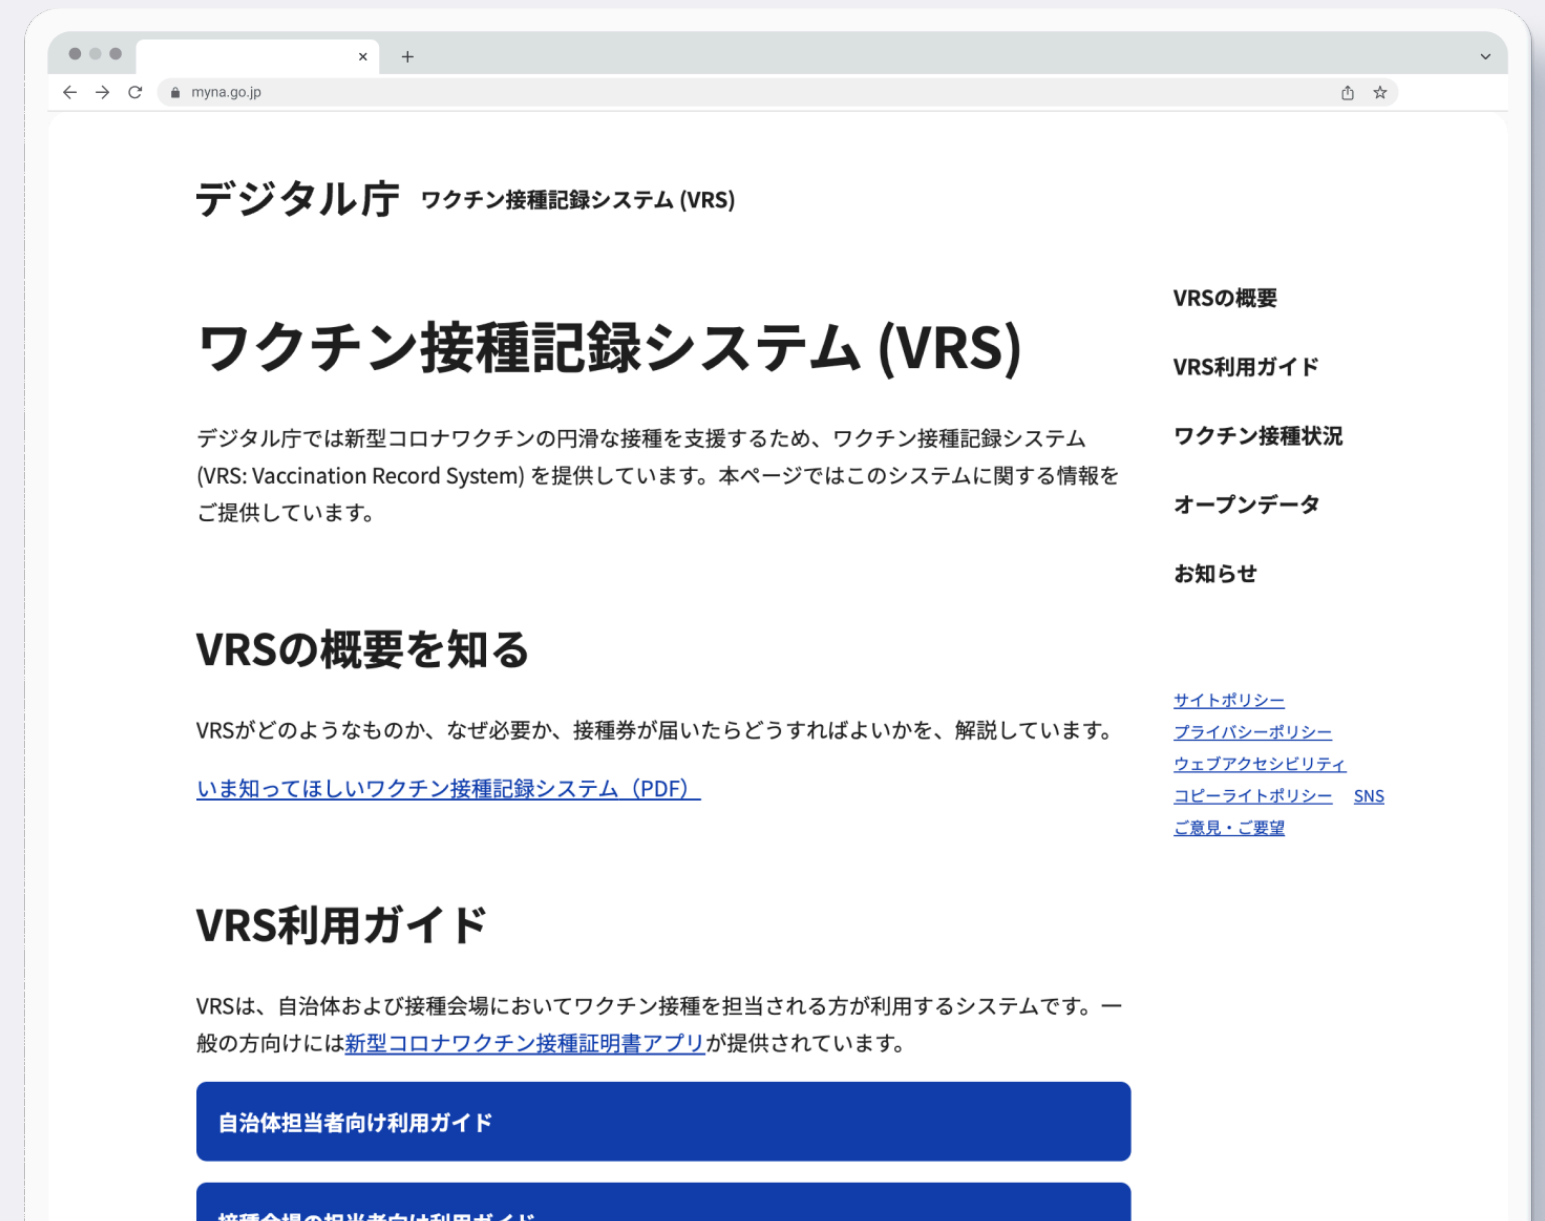 myna.go.jp
デジタル庁 ワクチン接種記録システム (VRS)
ワクチン接種記録システム (VRS)
デジタル庁では新型コロナワクチンの円滑な接種を支援するため、ワクチン接種記録システム
(VRS: Vaccination Record System) を提供しています。本ページではこのシステムに関する情報を
ご提供しています。
VRSの概要を知る
VRSがどのようなものか、なぜ必要か、接種券が届いたらどうすればよいかを、解説しています。
いま知ってほしいワクチン接種記録システム（PDF）
VRS利用ガイド
VRSは、自治体および接種会場においてワクチン接種を担当される方が利用するシステムです。一
般の方向けには新型コロナワクチン接種証明書アプリが提供されています。
自治体担当者向け利用ガイド
接種会場の担当者向け利用ガイド
VRSの概要
VRS利用ガイド
ワクチン接種状況
オープンデータ
お知らせ
サイトポリシー
プライバシーポリシー
ウェブアクセシビリティ
コピーライトポリシー SNS
ご意見・ご要望